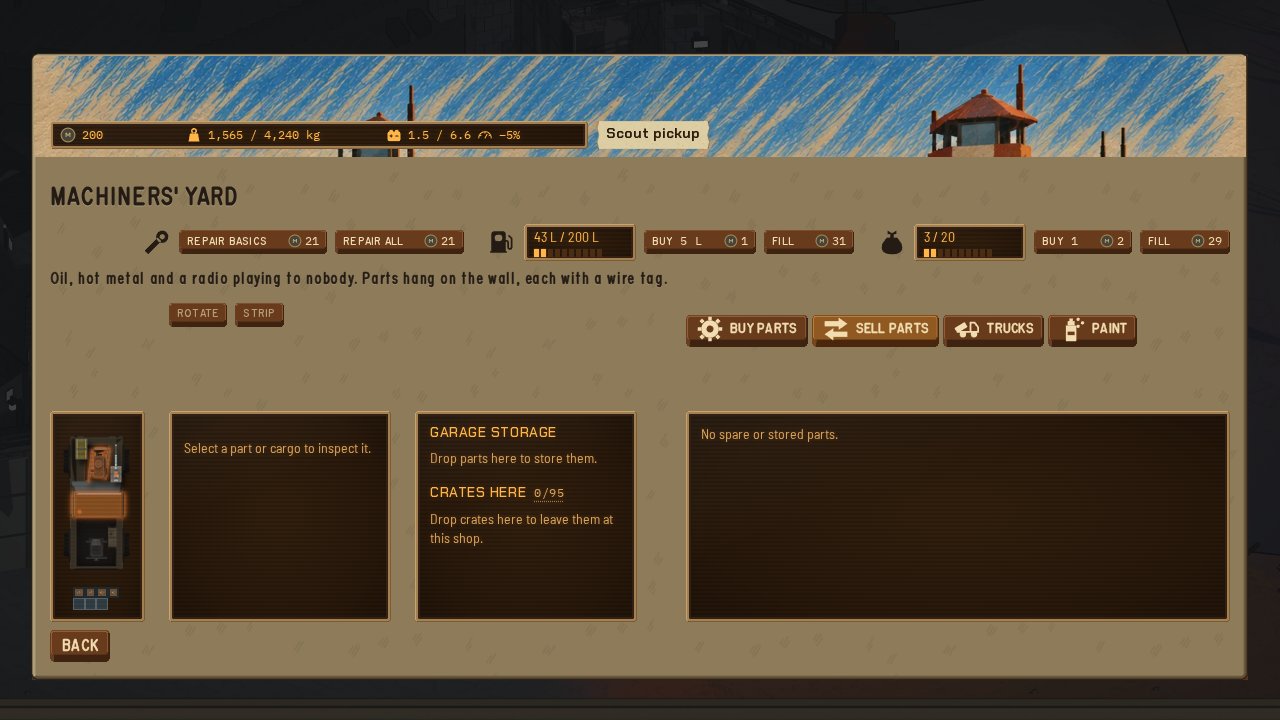 M 200 1,565 / 4,240 kg 1.5 / 6.6 -5% Scout pickup
MACHINERS' YARD
REPAIR BASICS M 21 REPAIR ALL M 21 43 L / 200 L BUY 5 L M 1 FILL M 31 3 / 20 BUY 1 M 2 FILL M 29
Oil, hot metal and a radio playing to nobody. Parts hang on the wall, each with a wire tag.
ROTATE STRIP
BUY PARTS SELL PARTS TRUCKS PAINT
Select a part or cargo to inspect it.
GARAGE STORAGE
Drop parts here to store them.
CRATES HERE 0/95
Drop crates here to leave them at
this shop.
No spare or stored parts.
BACK